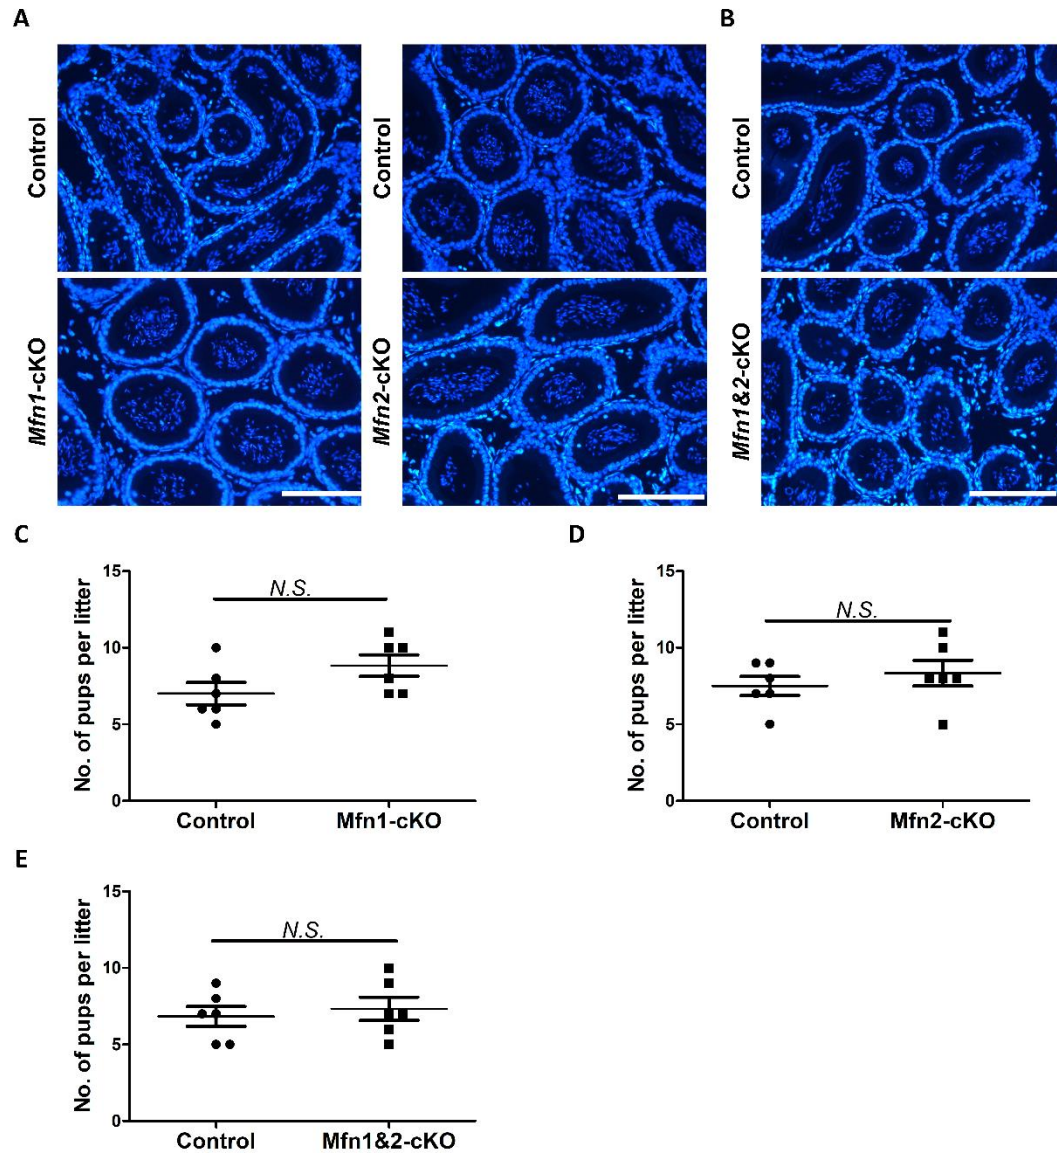 A
B
Control
Control
Control
Mfn1-cKO
Mfn2-cKO
Mfn1&2-cKO
C
D
No. of pups per litter
15
10
5
0
N.S.
Control
Mfn1-cKO
No. of pups per litter
15
10
5
0
N.S.
Control
Mfn2-cKO
E
No. of pups per litter
15
10
5
0
N.S.
Control
Mfn1&2-cKO